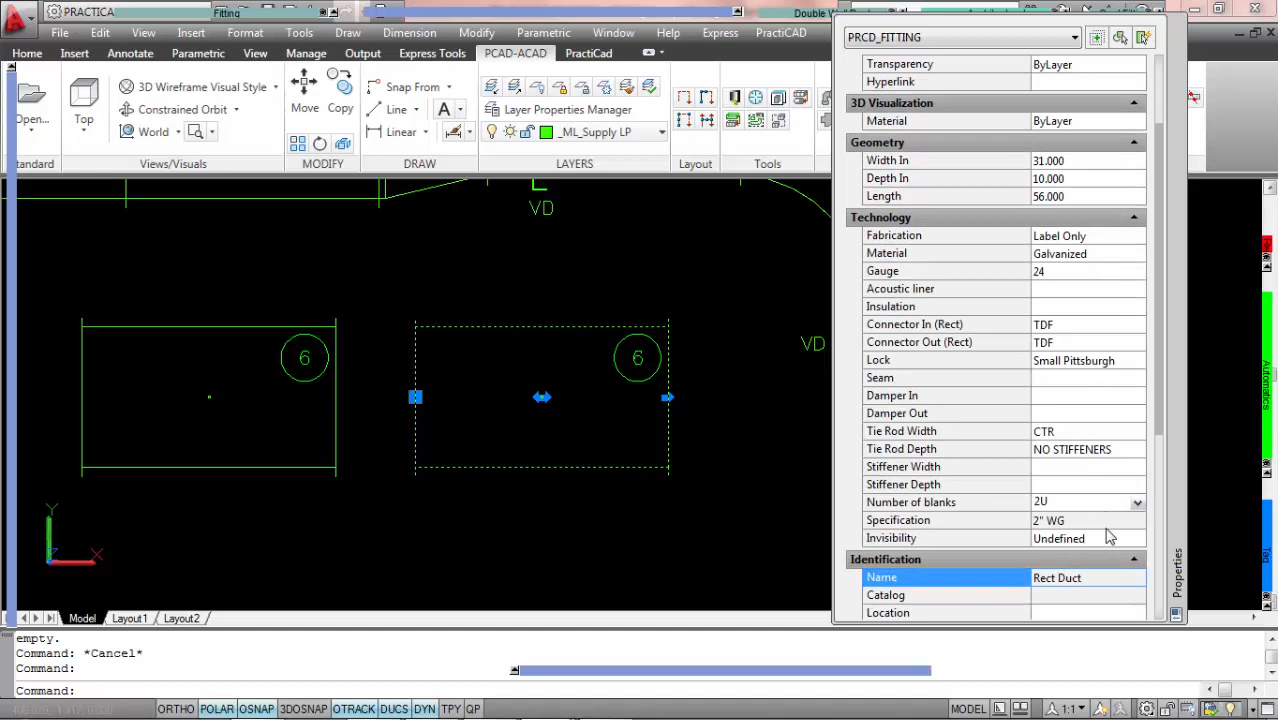 PRACTICA
Fitting
Double Wall
File Edit View Insert Format Tools Draw Dimension Modify Parametric Window Help Express PractiCAD
Home Insert Annotate Parametric View Manage Output Express Tools PCAD-ACAD PractiCad
Open...
Top
3D Wireframe Visual Style
Constrained Orbit
World
Move
Copy
Snap From
Line
Linear
A
Layer Properties Manager
_ML_Supply LP
tandard
Views/Visuals
MODIFY
DRAW
LAYERS
Layout
Tools
VD
VD
6
6
Y
X
PRCD_FITTING
Transparency ByLayer
Hyperlink
3D Visualization
Material ByLayer
Geometry
Width In 31.000
Depth In 10.000
Length 56.000
Technology
Fabrication Label Only
Material Galvanized
Gauge 24
Acoustic liner
Insulation
Connector In (Rect) TDF
Connector Out (Rect) TDF
Lock Small Pittsburgh
Seam
Damper In
Damper Out
Tie Rod Width CTR
Tie Rod Depth NO STIFFENERS
Stiffener Width
Stiffener Depth
Number of blanks 2U
Specification 2" WG
Invisibility Undefined
Identification
Name Rect Duct
Catalog
Location
Properties
Automatics
Tag
Model Layout1 Layout2
empty.
Command: *Cancel*
Command:
Command:
ORTHO POLAR OSNAP 3DOSNAP OTRACK DUCS DYN TPY QP
MODEL
1:1